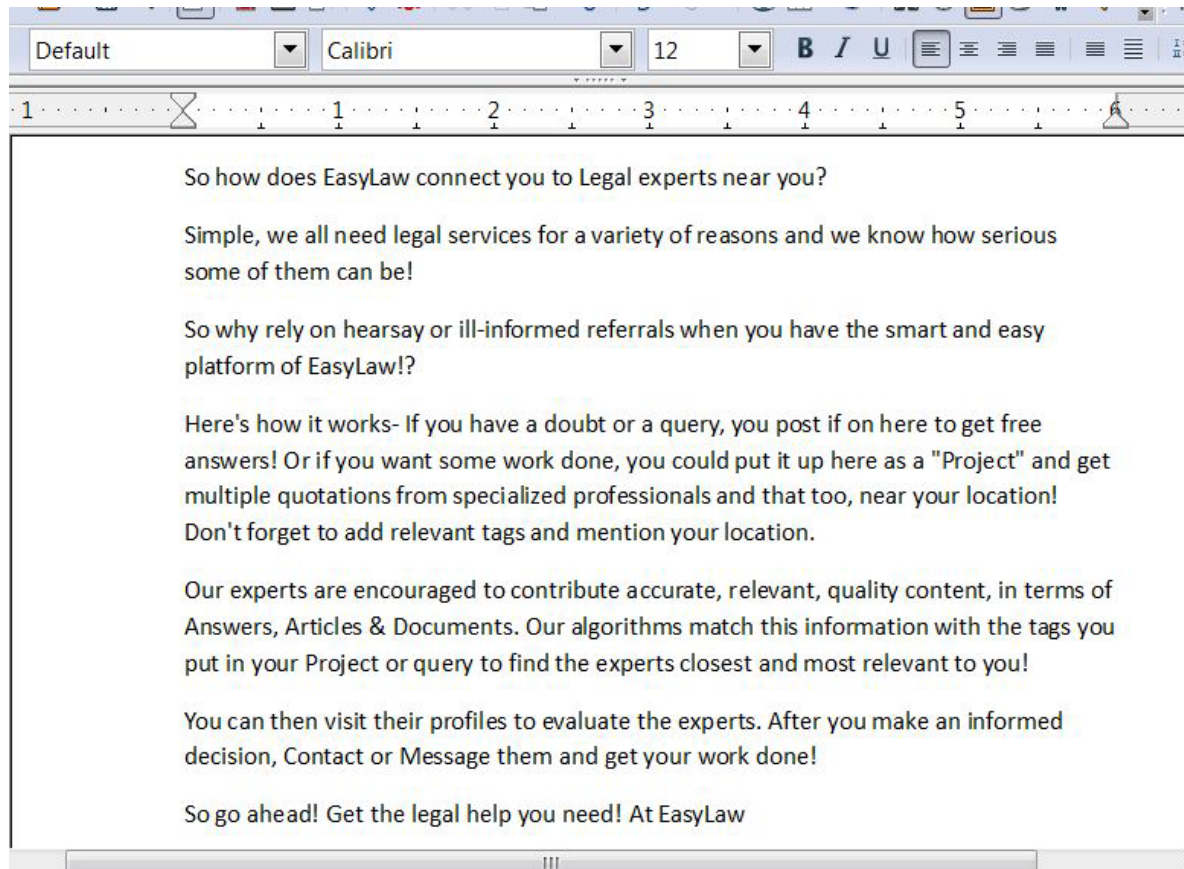 Default Calibri 12 B I U
1 1 2 3 4 5 6
So how does EasyLaw connect you to Legal experts near you?
Simple, we all need legal services for a variety of reasons and we know how serious
some of them can be!
So why rely on hearsay or ill-informed referrals when you have the smart and easy
platform of EasyLaw!?
Here's how it works- If you have a doubt or a query, you post if on here to get free
answers! Or if you want some work done, you could put it up here as a "Project" and get
multiple quotations from specialized professionals and that too, near your location!
Don't forget to add relevant tags and mention your location.
Our experts are encouraged to contribute accurate, relevant, quality content, in terms of
Answers, Articles & Documents. Our algorithms match this information with the tags you
put in your Project or query to find the experts closest and most relevant to you!
You can then visit their profiles to evaluate the experts. After you make an informed
decision, Contact or Message them and get your work done!
So go ahead! Get the legal help you need! At EasyLaw